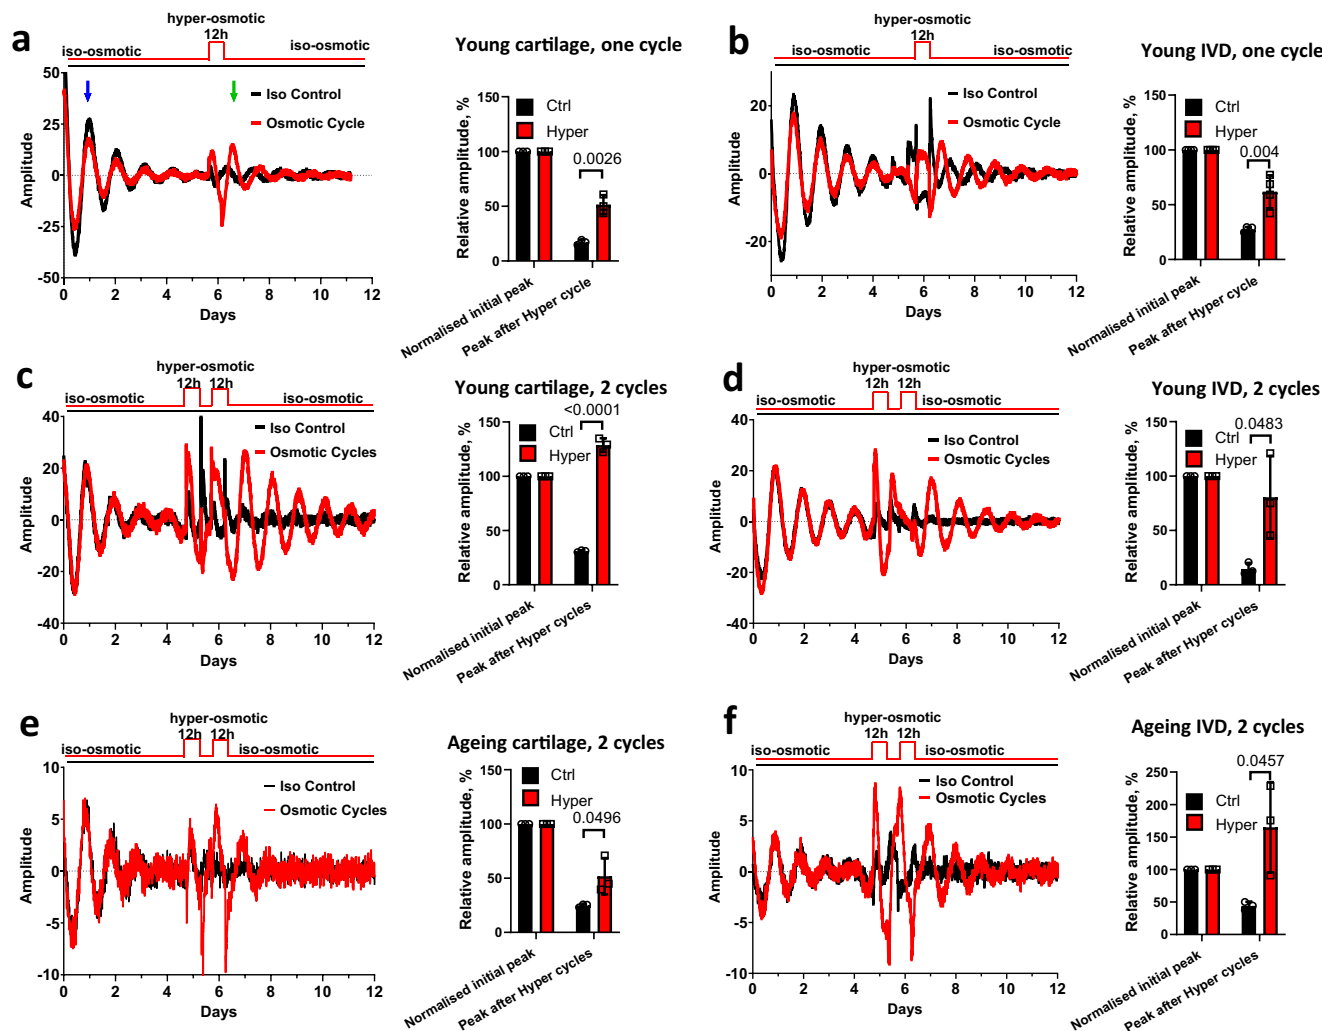 a
hyper-osmotic
12h
iso-osmotic
iso-osmotic
50
25
0
-25
-50
Amplitude
Iso Control
Osmotic Cycle
0 2 4 6 8 10 12
Days
Young cartilage, one cycle
Relative amplitude, %
150
100
50
0
Ctrl
Hyper
0.0026
Normalised initial peak
Peak after Hyper cycle
b
hyper-osmotic
12h
iso-osmotic
iso-osmotic
20
0
-20
Amplitude
Iso Control
Osmotic Cycle
0 2 4 6 8 10 12
Days
Young IVD, one cycle
Relative amplitude, %
150
100
50
0
Ctrl
Hyper
0.004
Normalised initial peak
Peak after Hyper cycle
c
hyper-osmotic
12h 12h
iso-osmotic
iso-osmotic
40
20
0
-20
-40
Amplitude
Iso Control
Osmotic Cycles
0 2 4 6 8 10 12
Days
Young cartilage, 2 cycles
Relative amplitude, %
150
100
50
0
Ctrl
Hyper
<0.0001
Normalised initial peak
Peak after Hyper cycles
d
hyper-osmotic
12h 12h
iso-osmotic
iso-osmotic
40
20
0
-20
-40
Amplitude
Iso Control
Osmotic Cycles
0 2 4 6 8 10 12
Days
Young IVD, 2 cycles
Relative amplitude, %
150
100
50
0
Ctrl
Hyper
0.0483
Normalised initial peak
Peak after Hyper cycles
e
hyper-osmotic
12h 12h
iso-osmotic
iso-osmotic
10
5
0
-5
-10
Amplitude
Iso Control
Osmotic Cycles
0 2 4 6 8 10 12
Days
Ageing cartilage, 2 cycles
Relative amplitude, %
150
100
50
0
Ctrl
Hyper
0.0496
Normalised initial peak
Peak after Hyper cycles
f
hyper-osmotic
12h 12h
iso-osmotic
iso-osmotic
10
5
0
-5
-10
Amplitude
Iso Control
Osmotic Cycles
0 2 4 6 8 10 12
Days
Ageing IVD, 2 cycles
Relative amplitude, %
250
200
150
100
50
0
Ctrl
Hyper
0.0457
Normalised initial peak
Peak after Hyper cycles